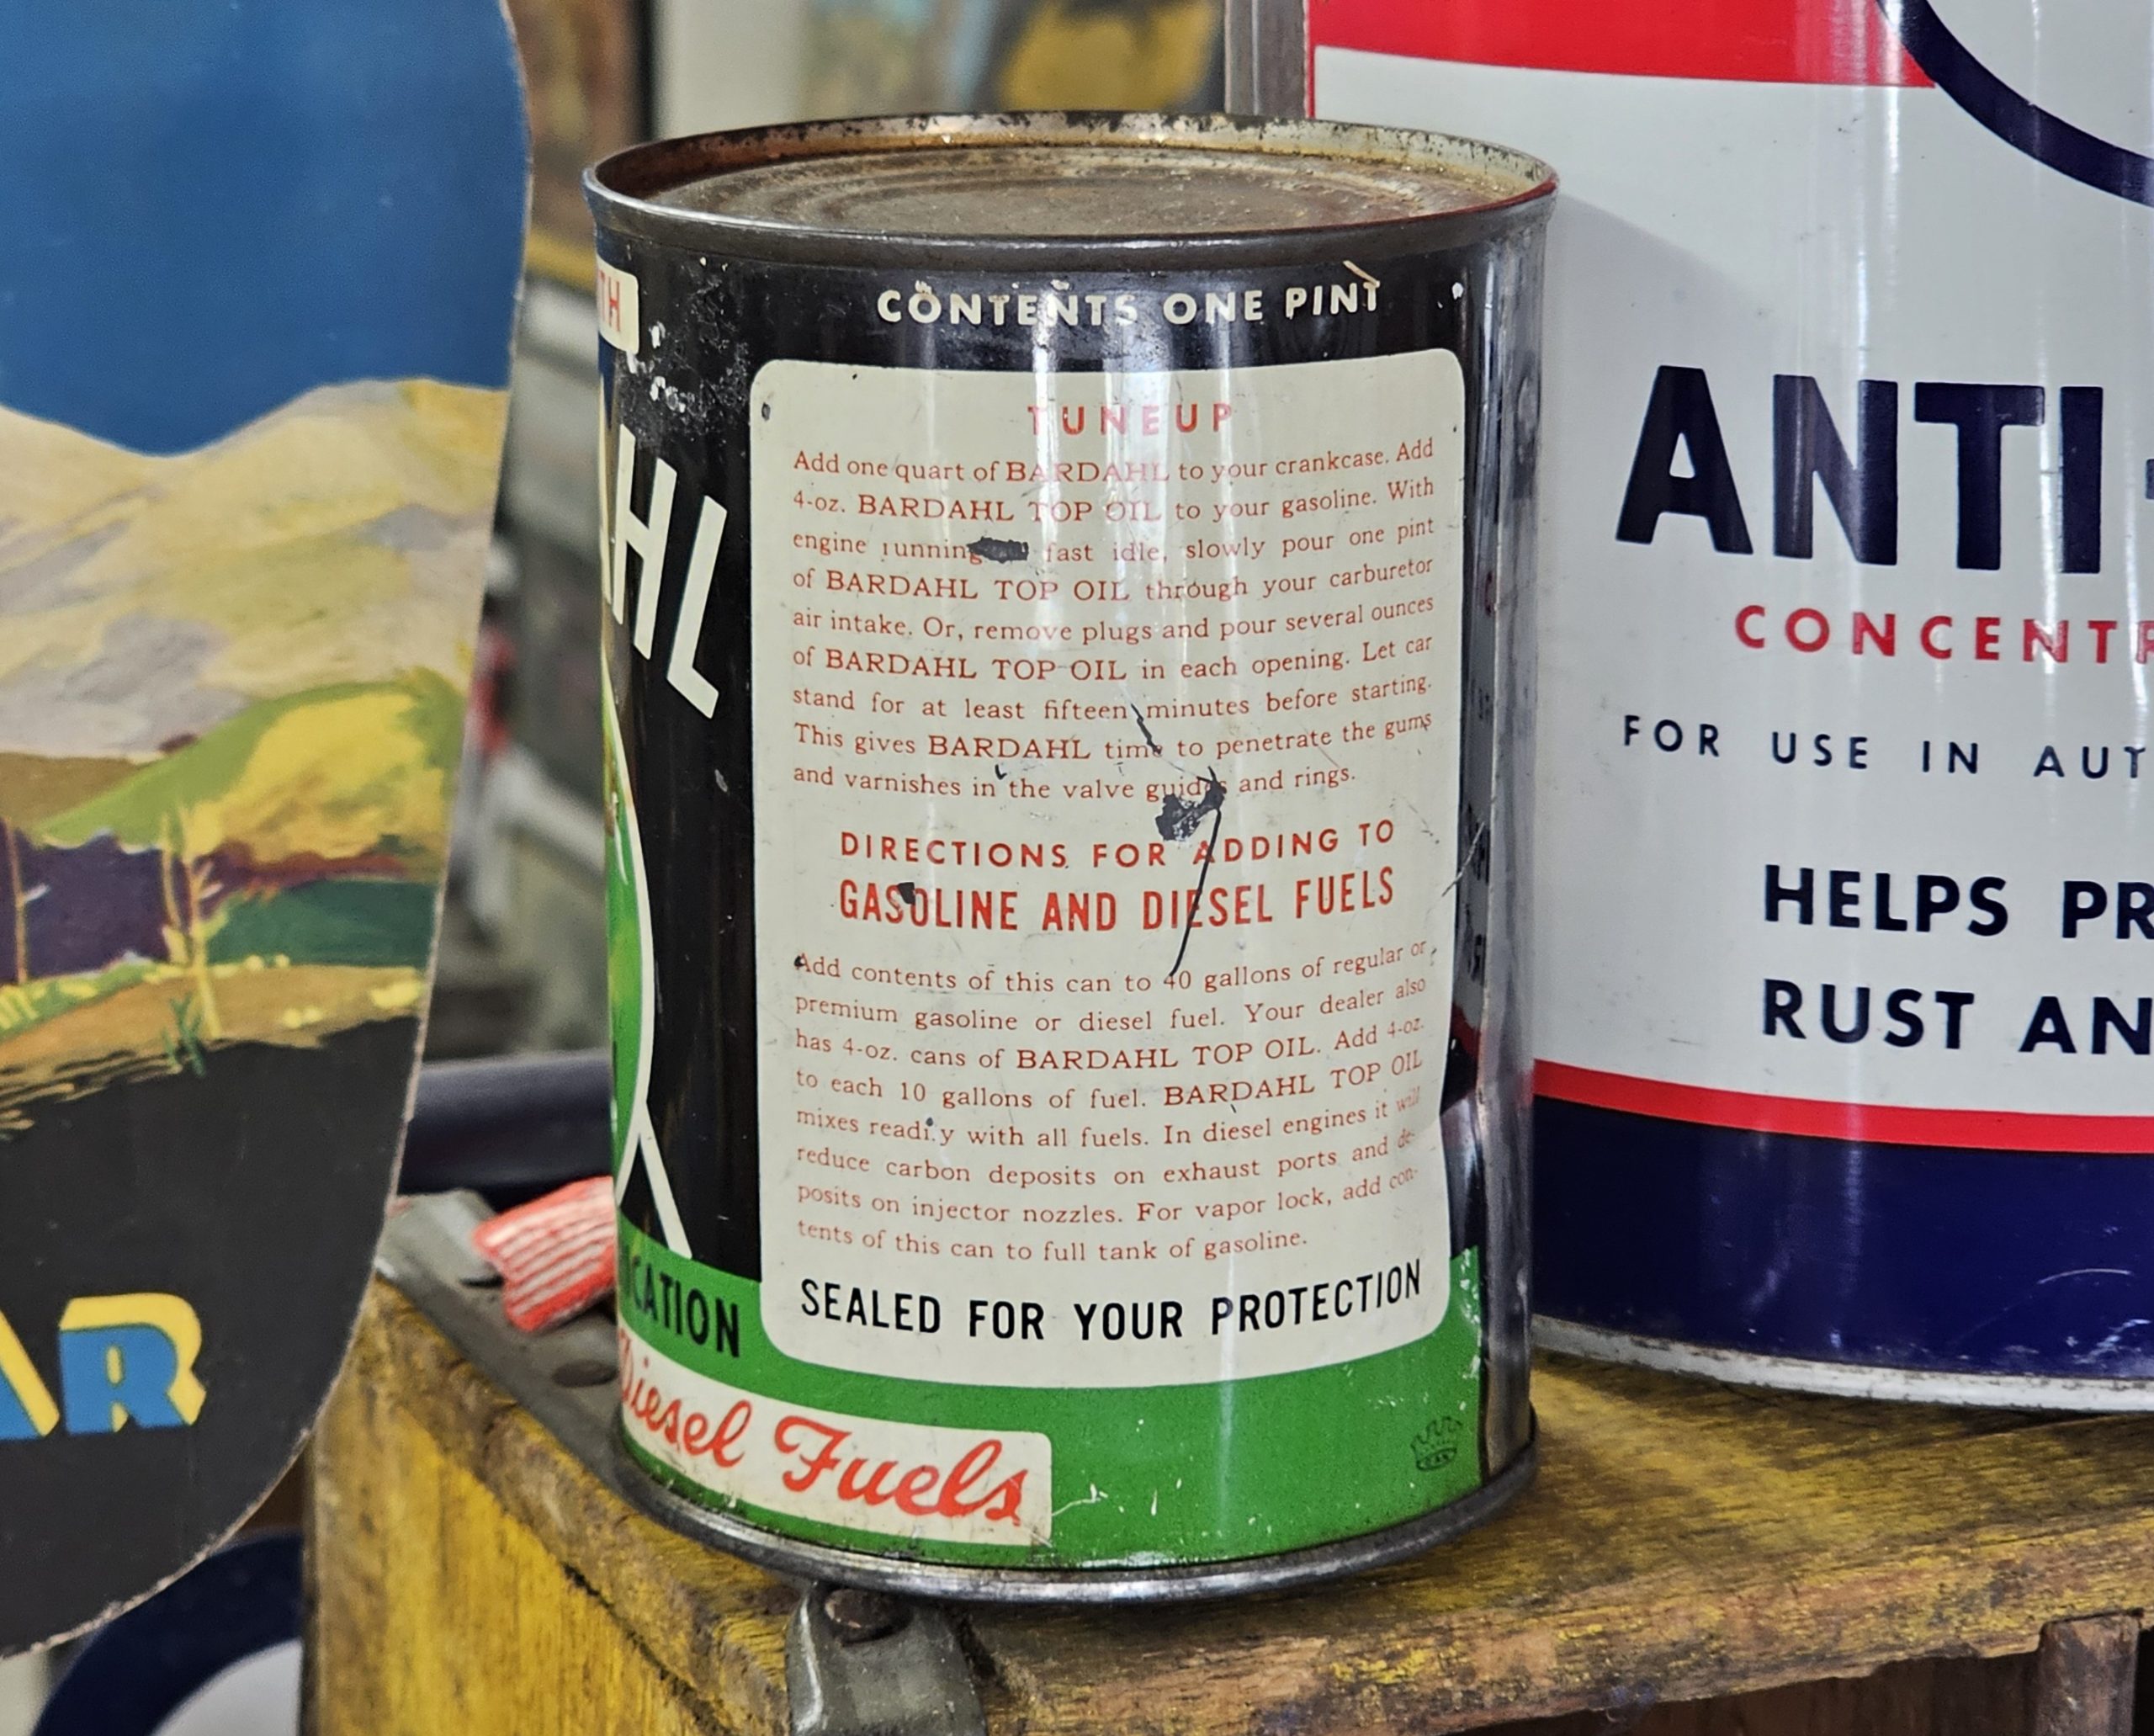 AR
TH
AHL
ICATION
Diesel Fuels
CONTENTS ONE PINT
TUNEUP
Add one quart of BARDAHL to your crankcase. Add
4-oz. BARDAHL TOP OIL to your gasoline. With
engine running fast idle, slowly pour one pint
of BARDAHL TOP OIL through your carburetor
air intake. Or, remove plugs and pour several ounces
of BARDAHL TOP OIL in each opening. Let car
stand for at least fifteen minutes before starting.
This gives BARDAHL time to penetrate the gums
and varnishes in the valve guides and rings.
DIRECTIONS FOR ADDING TO
GASOLINE AND DIESEL FUELS
Add contents of this can to 40 gallons of regular or
premium gasoline or diesel fuel. Your dealer also
has 4-oz. cans of BARDAHL TOP OIL. Add 4-oz.
to each 10 gallons of fuel. BARDAHL TOP OIL
mixes readily with all fuels. In diesel engines it will
reduce carbon deposits on exhaust ports and de-
posits on injector nozzles. For vapor lock, add con-
tents of this can to full tank of gasoline.
SEALED FOR YOUR PROTECTION
ANTI-
CONCENTR
FOR USE IN AUT
HELPS PR
RUST AN